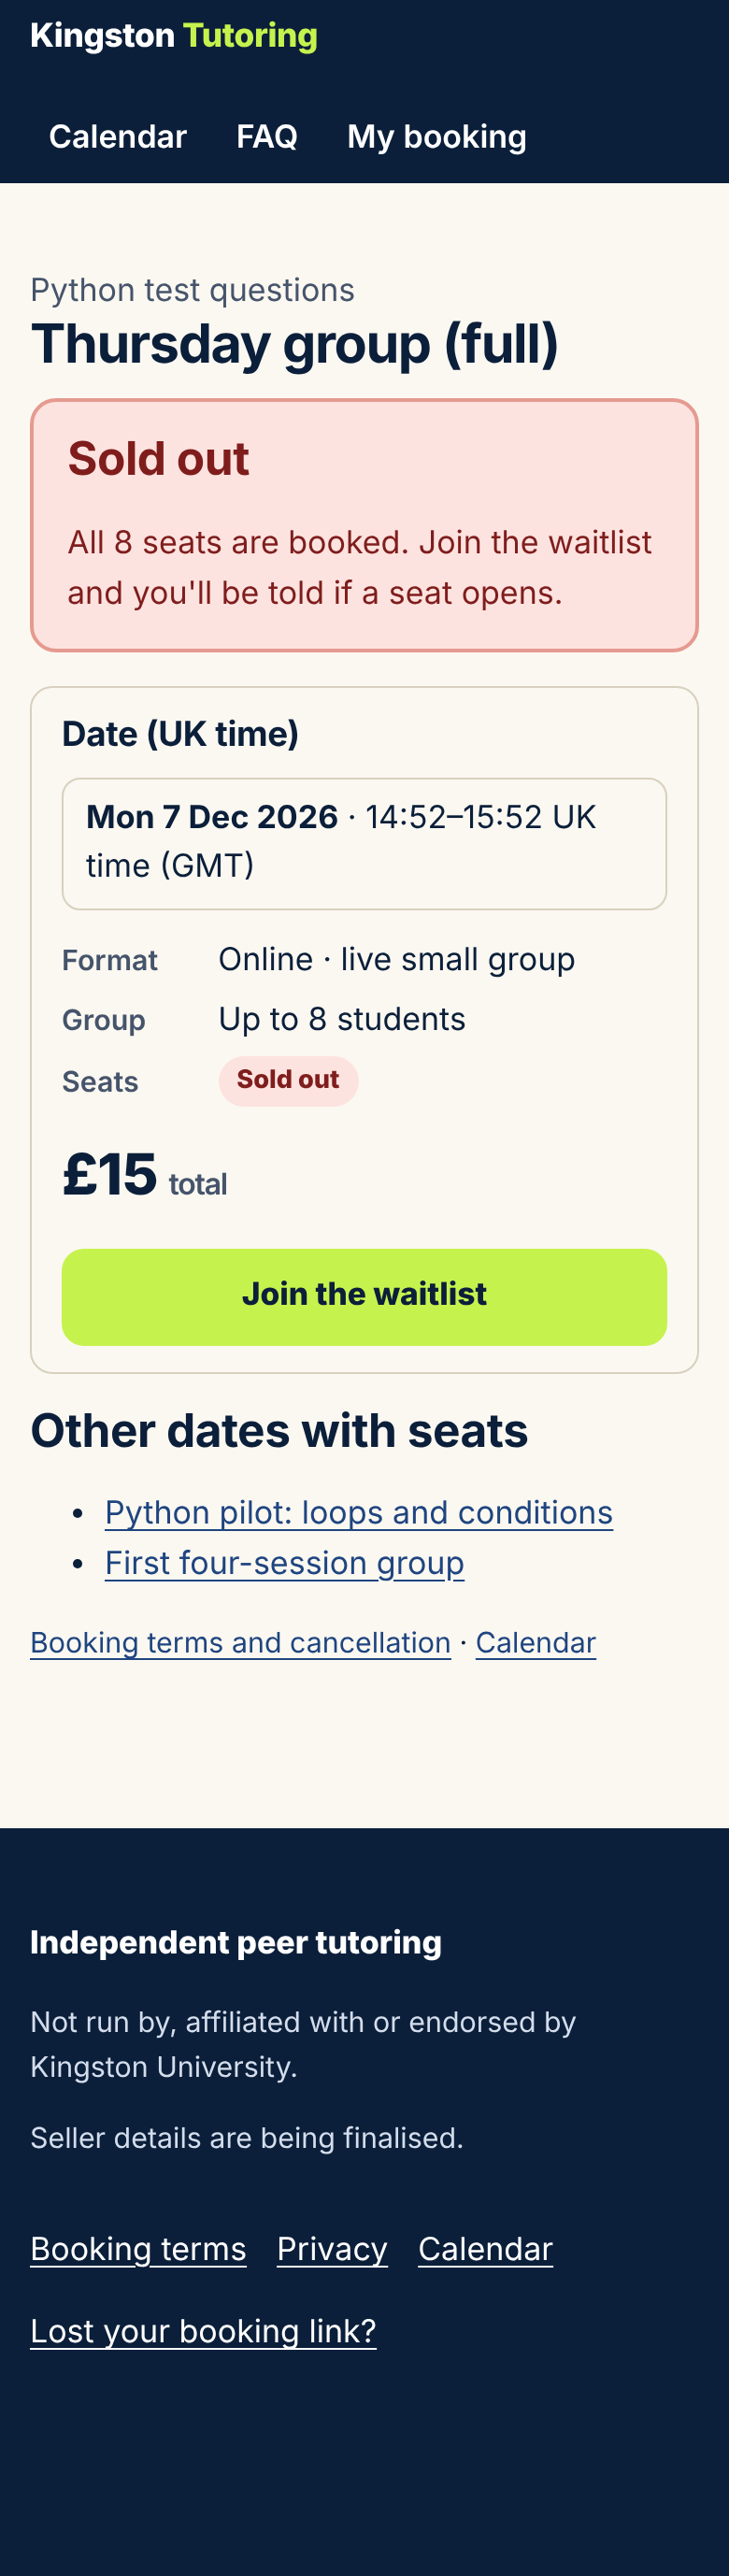 Kingston Tutoring
Calendar FAQ My booking
Python test questions
Thursday group (full)
Sold out
All 8 seats are booked. Join the waitlist
and you'll be told if a seat opens.
Date (UK time)
Mon 7 Dec 2026 · 14:52–15:52 UK
time (GMT)
Format Online · live small group
Group Up to 8 students
Seats Sold out
£15 total
Join the waitlist
Other dates with seats
• Python pilot: loops and conditions
• First four-session group
Booking terms and cancellation · Calendar
Independent peer tutoring
Not run by, affiliated with or endorsed by
Kingston University.
Seller details are being finalised.
Booking terms Privacy Calendar
Lost your booking link?